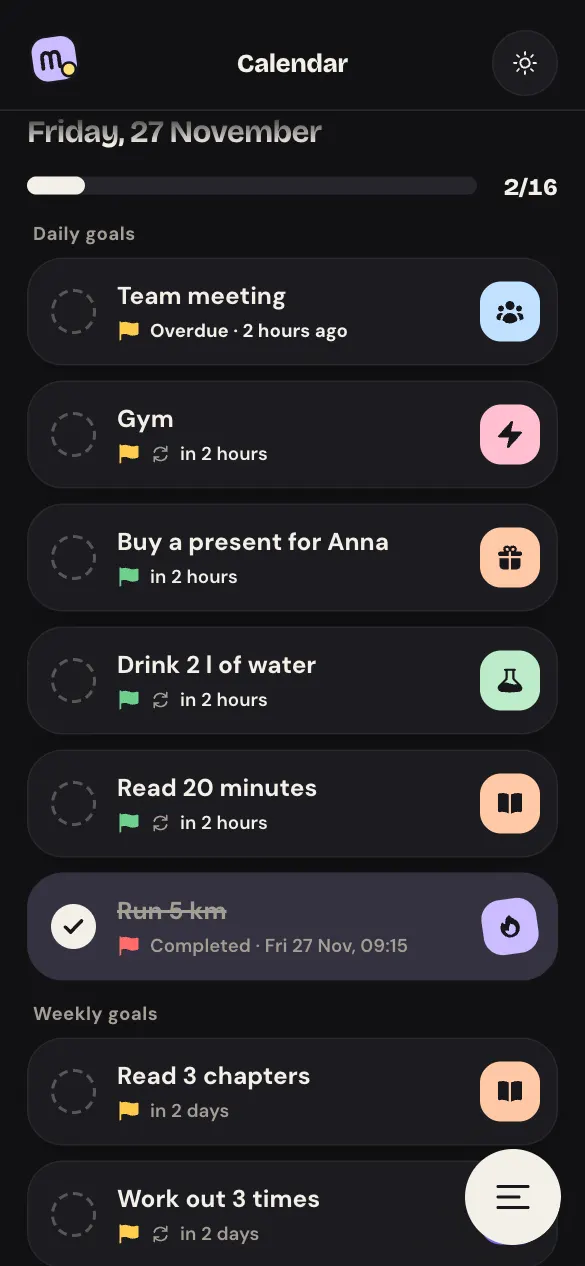 m
Calendar
Friday, 27 November
2/16
Daily goals
Team meeting
Overdue · 2 hours ago
Gym
in 2 hours
Buy a present for Anna
in 2 hours
Drink 2 l of water
in 2 hours
Read 20 minutes
in 2 hours
Run 5 km
Completed · Fri 27 Nov, 09:15
Weekly goals
Read 3 chapters
in 2 days
Work out 3 times
in 2 days